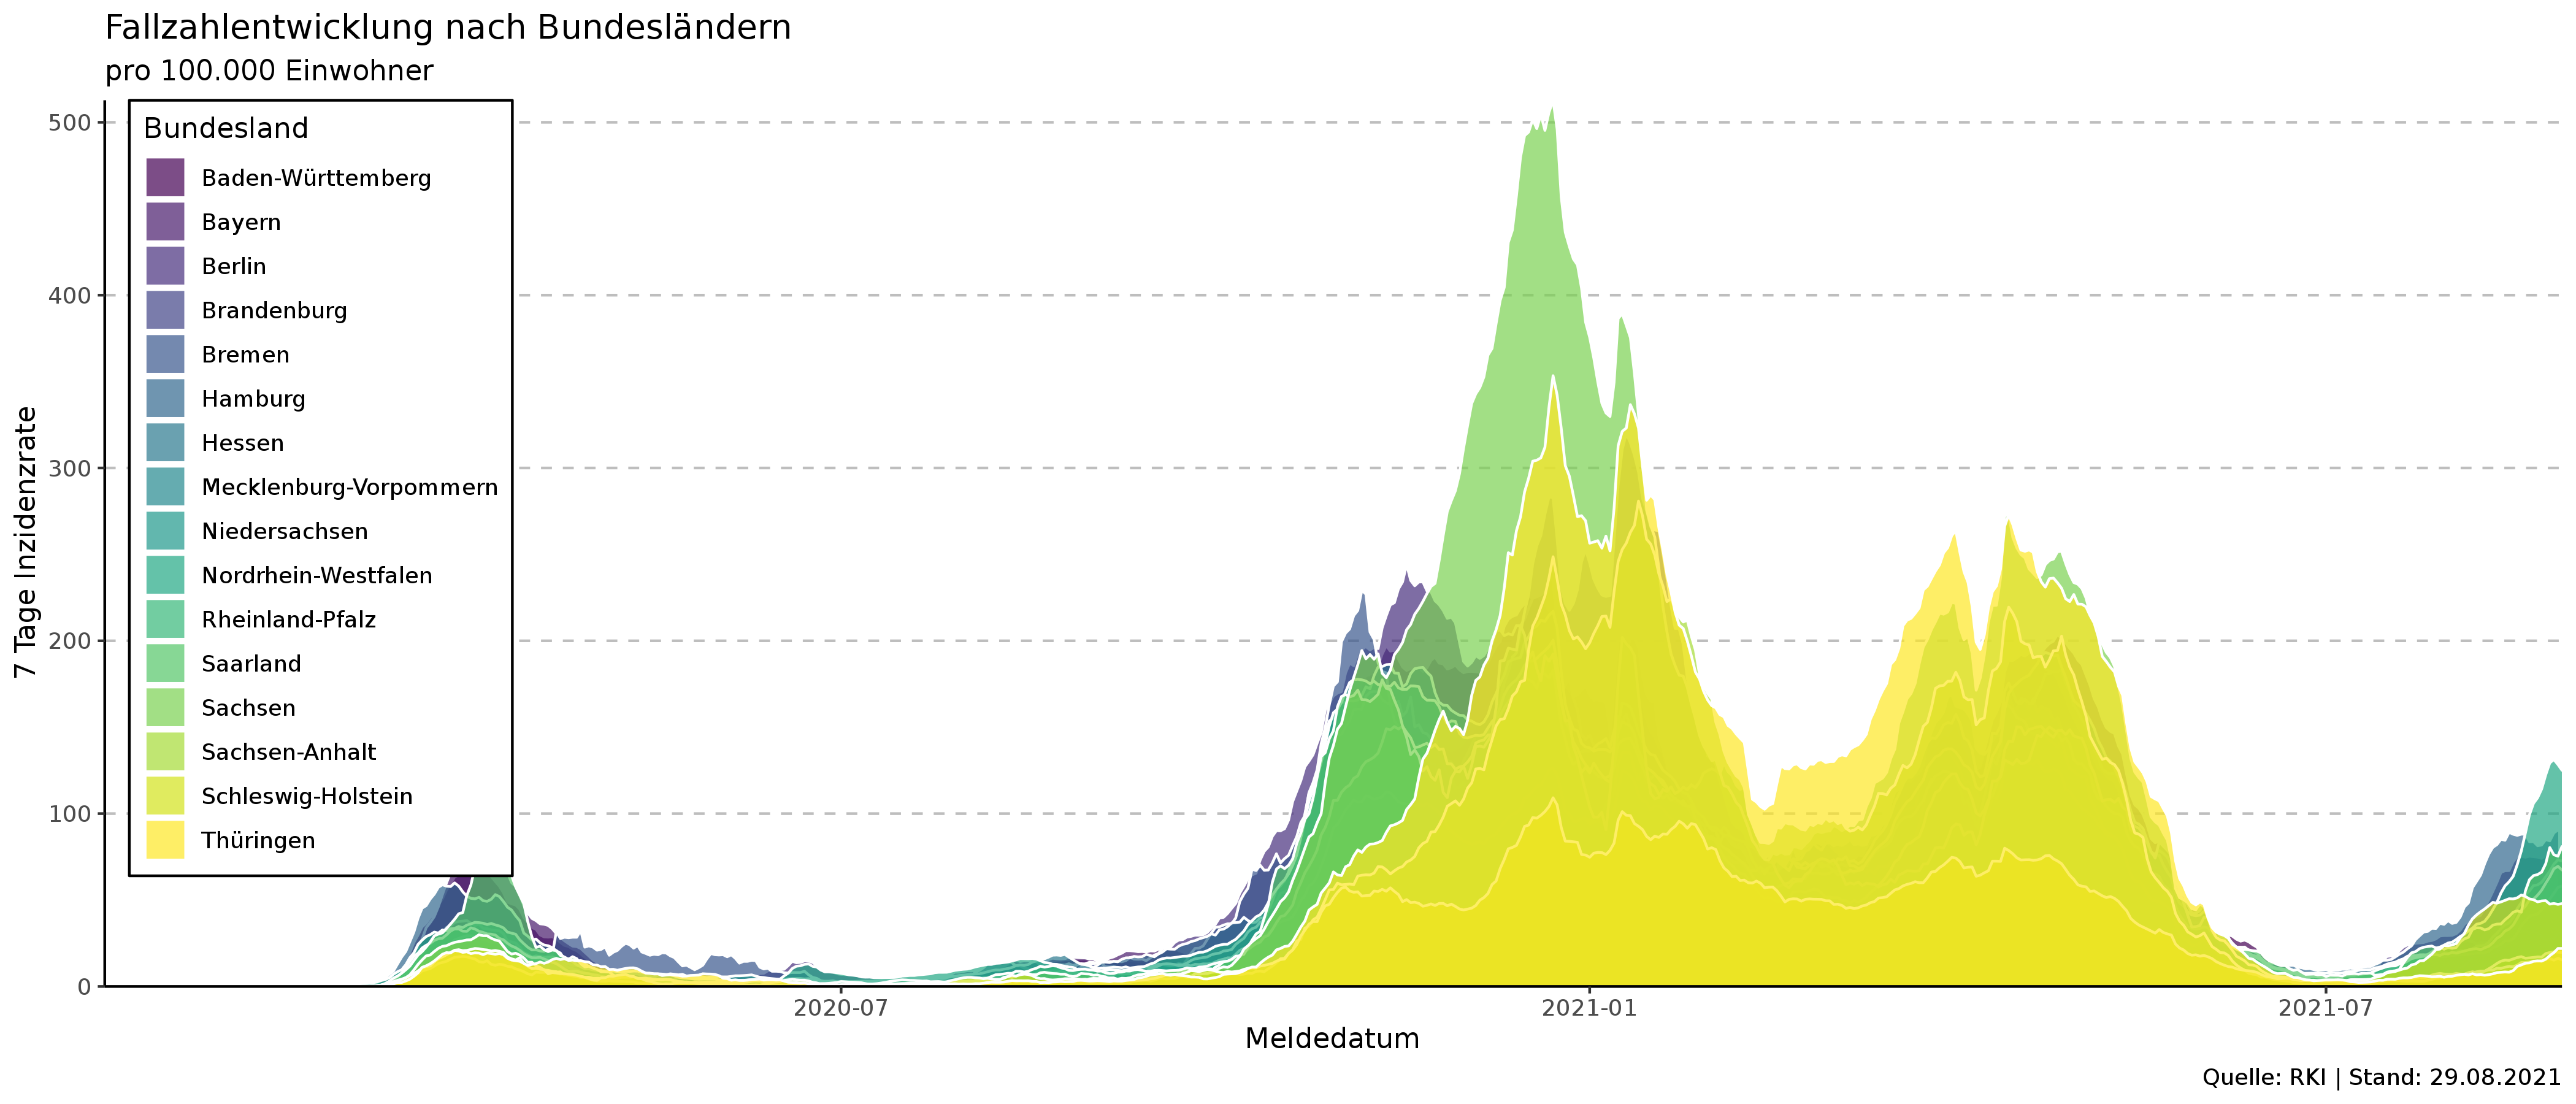 Fallzahlentwicklung nach Bundesländern
pro 100.000 Einwohner
500
400
300
200
100
0
7 Tage Inzidenzrate
Bundesland
Baden-Württemberg
Bayern
Berlin
Brandenburg
Bremen
Hamburg
Hessen
Mecklenburg-Vorpommern
Niedersachsen
Nordrhein-Westfalen
Rheinland-Pfalz
Saarland
Sachsen
Sachsen-Anhalt
Schleswig-Holstein
Thüringen
2020-07
2021-01
2021-07
Meldedatum
Quelle: RKI | Stand: 29.08.2021